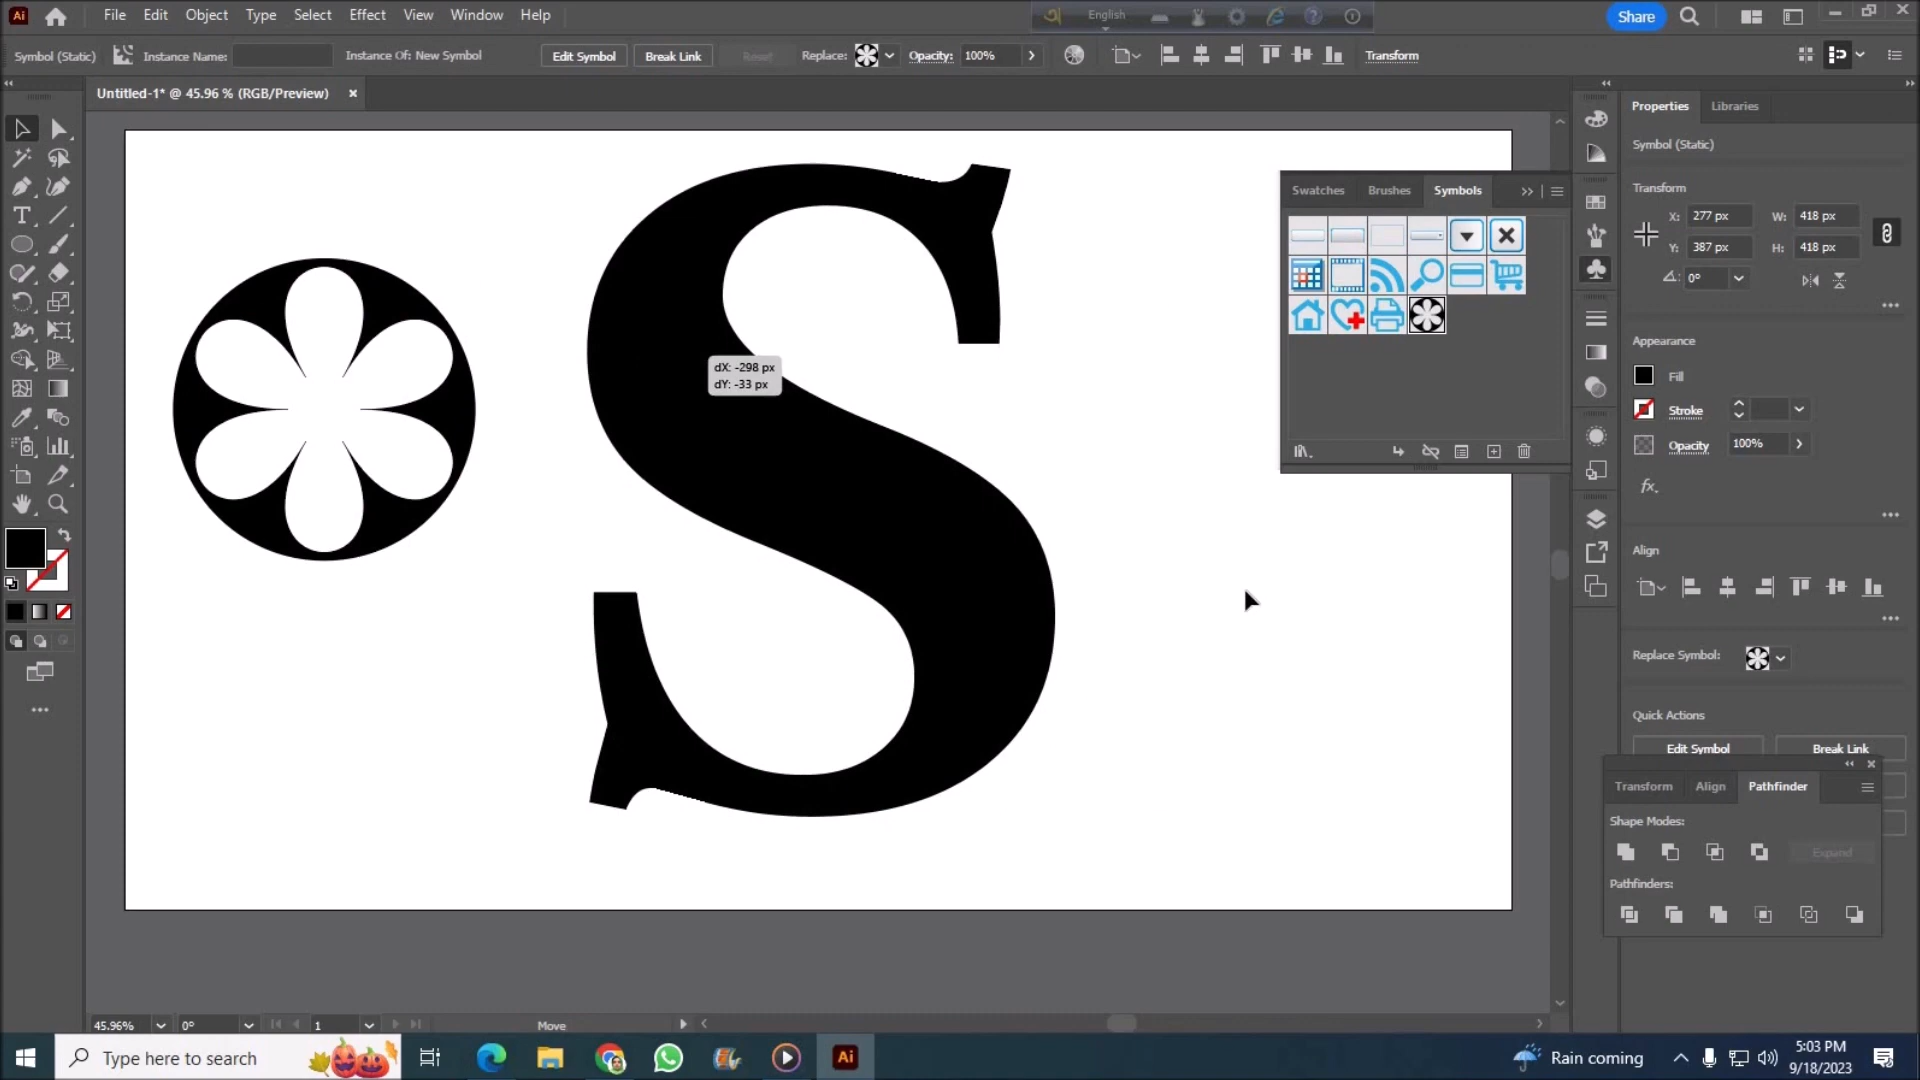 Ai File Edit Object Type Select Effect View Window Help
English
Share
Symbol (Static) Instance Name: Instance Of: New Symbol Edit Symbol Break Link Reset Replace: Opacity: 100% Transform
Untitled-1* @ 45.96 % (RGB/Preview)
Properties Libraries
Symbol (Static)
Transform
X: 277 px W: 418 px
Y: 387 px H: 418 px
0°
Swatches Brushes Symbols
Appearance
Fill
Stroke
Opacity 100%
fx
dX: -298 px
dY: -33 px
S
Align
Replace Symbol:
Quick Actions
Edit Symbol Break Link
Transform Align Pathfinder
Shape Modes:
Expand
Pathfinders:
45.96% 0° 1 Move
Type here to search
Ai
Rain coming
5:03 PM
9/18/2023